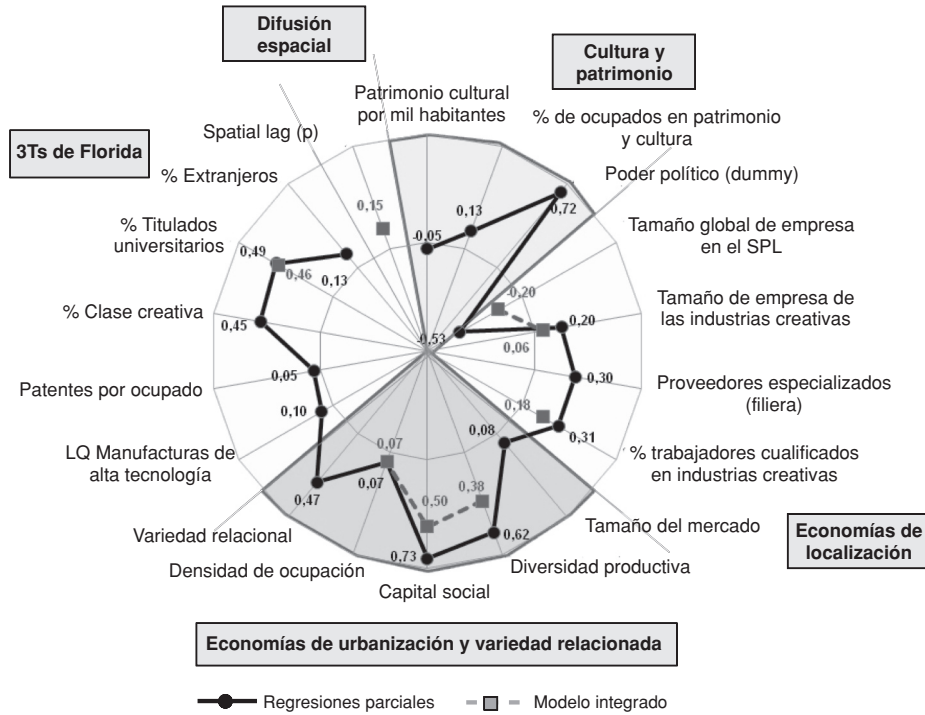 Difusión
espacial
Cultura y
patrimonio
Patrimonio cultural
por mil habitantes
% de ocupados en patrimonio
y cultura
Spatial lag (p)
3Ts de Florida
% Extranjeros
Poder político (dummy)
0,15
0,13
0,72
% Titulados
universitarios
Tamaño global de empresa
en el SPL
-0,05
0,49
0,46
0,13
-0,20
% Clase creativa
Tamaño de empresa de
las industrias creativas
0,45
0,20
-0,53
0,06
Patentes por ocupado
0,05
0,30
Proveedores especializados
(filiera)
0,10
0,18
0,31
LQ Manufacturas de
alta tecnología
0,07
0,08
% trabajadores cualificados
en industrias creativas
0,47
0,07
0,50
0,38
Variedad relacional
Tamaño del mercado
0,73
0,62
Densidad de ocupación
Diversidad productiva
Economías de
localización
Capital social
Economías de urbanización y variedad relacionada
Regresiones parciales
Modelo integrado